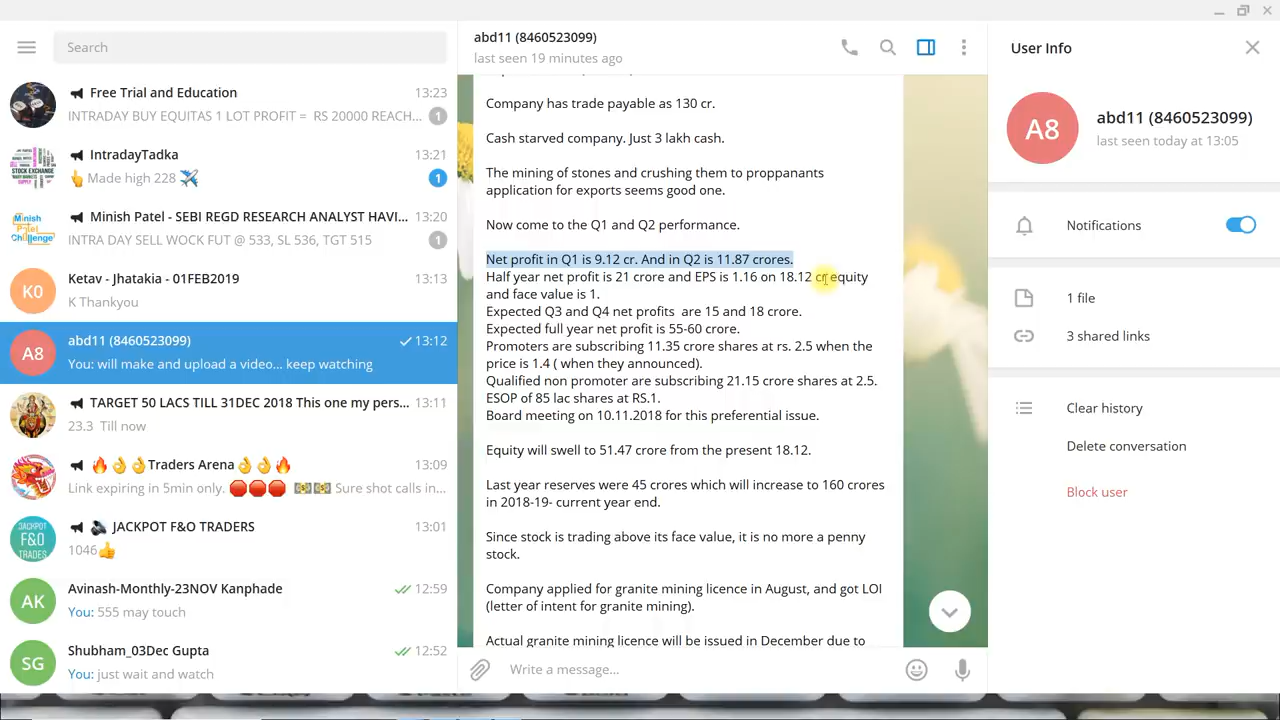 Search
Free Trial and Education
13:23
INTRADAY BUY EQUITAS 1 LOT PROFIT = RS 20000 REACH...
1
IntradayTadka
13:21
👆Made high 228 ✈️
1
Minish Patel - SEBI REGD RESEARCH ANALYST HAVI...
13:20
INTRA DAY SELL WOCK FUT @ 533, SL 536, TGT 515
1
Minish Patel Challenge
K0
Ketav - Jhatakia - 01FEB2019
13:13
K Thankyou
A8
abd11 (8460523099)
13:12
You: will make and upload a video... keep watching
TARGET 50 LACS TILL 31DEC 2018 This one my pers...
13:11
23.3 Till now
🔥👌👌Traders Arena👌👌🔥
13:09
Link expiring in 5min only. 🛑🛑🛑 💵💵 Sure shot calls in...
JACKPOT F&O TRADERS
🔊 JACKPOT F&O TRADERS
13:01
1046👍
AK
Avinash-Monthly-23NOV Kanphade
12:59
You: 555 may touch
SG
Shubham_03Dec Gupta
12:52
You: just wait and watch
abd11 (8460523099)
last seen 19 minutes ago
Company has trade payable as 130 cr.
Cash starved company. Just 3 lakh cash.
The mining of stones and crushing them to proppanants
application for exports seems good one.
Now come to the Q1 and Q2 performance.
Net profit in Q1 is 9.12 cr. And in Q2 is 11.87 crores.
Half year net profit is 21 crore and EPS is 1.16 on 18.12 cr equity
and face value is 1.
Expected Q3 and Q4 net profits are 15 and 18 crore.
Expected full year net profit is 55-60 crore.
Promoters are subscribing 11.35 crore shares at rs. 2.5 when the
price is 1.4 ( when they announced).
Qualified non promoter are subscribing 21.15 crore shares at 2.5.
ESOP of 85 lac shares at RS.1.
Board meeting on 10.11.2018 for this preferential issue.
Equity will swell to 51.47 crore from the present 18.12.
Last year reserves were 45 crores which will increase to 160 crores
in 2018-19- current year end.
Since stock is trading above its face value, it is no more a penny
stock.
Company applied for granite mining licence in August, and got LOI
(letter of intent for granite mining).
Actual granite mining licence will be issued in December due to
Write a message...
User Info
A8
abd11 (8460523099)
last seen today at 13:05
Notifications
1 file
3 shared links
Clear history
Delete conversation
Block user